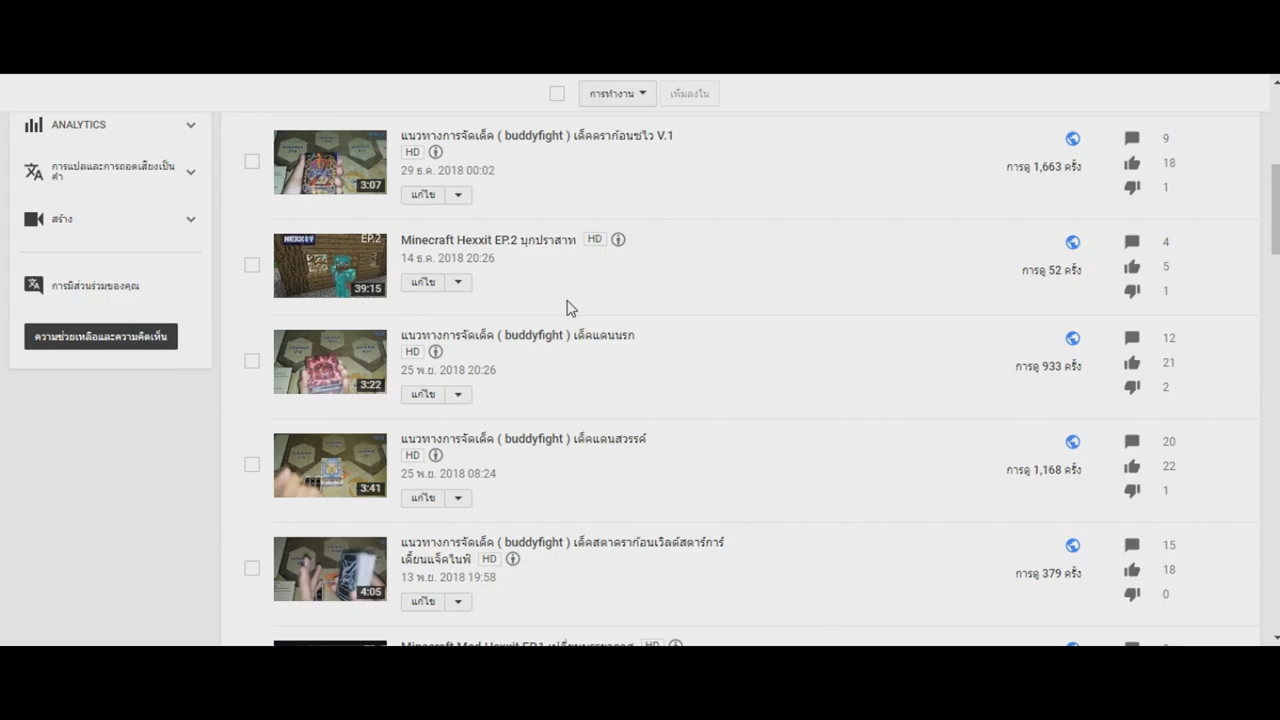 การทำงาน
เพิ่มลงใน
ANALYTICS
การแปลและการถอดเสียงเป็น
คำ
สร้าง
การมีส่วนร่วมของคุณ
ความช่วยเหลือและความคิดเห็น
แนวทางการจัดเด็ค ( buddyfight ) เด็คดราก้อนชไว V.1
HD
29 ธ.ค. 2018 00:02
แก้ไข
3:07
การดู 1,663 ครั้ง
9
18
1
Minecraft Hexxit EP.2 บุกปราสาท HD
14 ธ.ค. 2018 20:26
แก้ไข
HEXXIT
EP.2
39:15
การดู 52 ครั้ง
4
5
1
แนวทางการจัดเด็ค ( buddyfight ) เด็คแดนนรก
HD
25 พ.ย. 2018 20:26
แก้ไข
3:22
การดู 933 ครั้ง
12
21
2
แนวทางการจัดเด็ค ( buddyfight ) เด็คแดนสวรรค์
HD
25 พ.ย. 2018 08:24
แก้ไข
3:41
การดู 1,168 ครั้ง
20
22
1
แนวทางการจัดเด็ค ( buddyfight ) เด็คสตาดราก้อนเวิลด์สตาร์การ์
เดี้ยนแจ็คไนฟ์ HD
13 พ.ย. 2018 19:58
แก้ไข
4:05
การดู 379 ครั้ง
15
18
0
Minecraft Mod Hexxit EP.1 HD